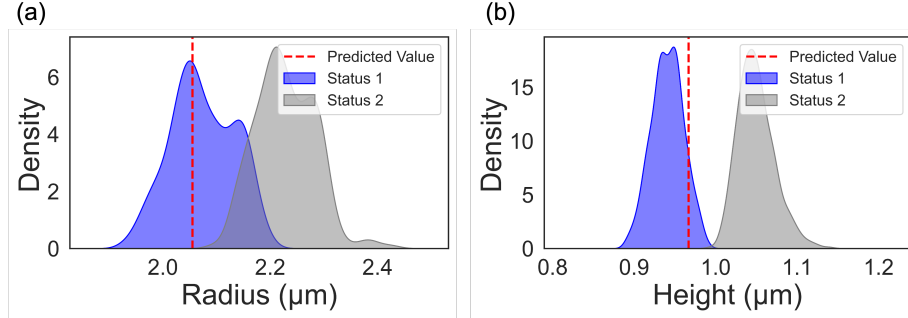 (a)
Density
6
4
2
0
2.0 2.2 2.4
Radius (μm)
Predicted Value
Status 1
Status 2
(b)
Density
15
10
5
0
0.8 0.9 1.0 1.1 1.2
Height (μm)
Predicted Value
Status 1
Status 2